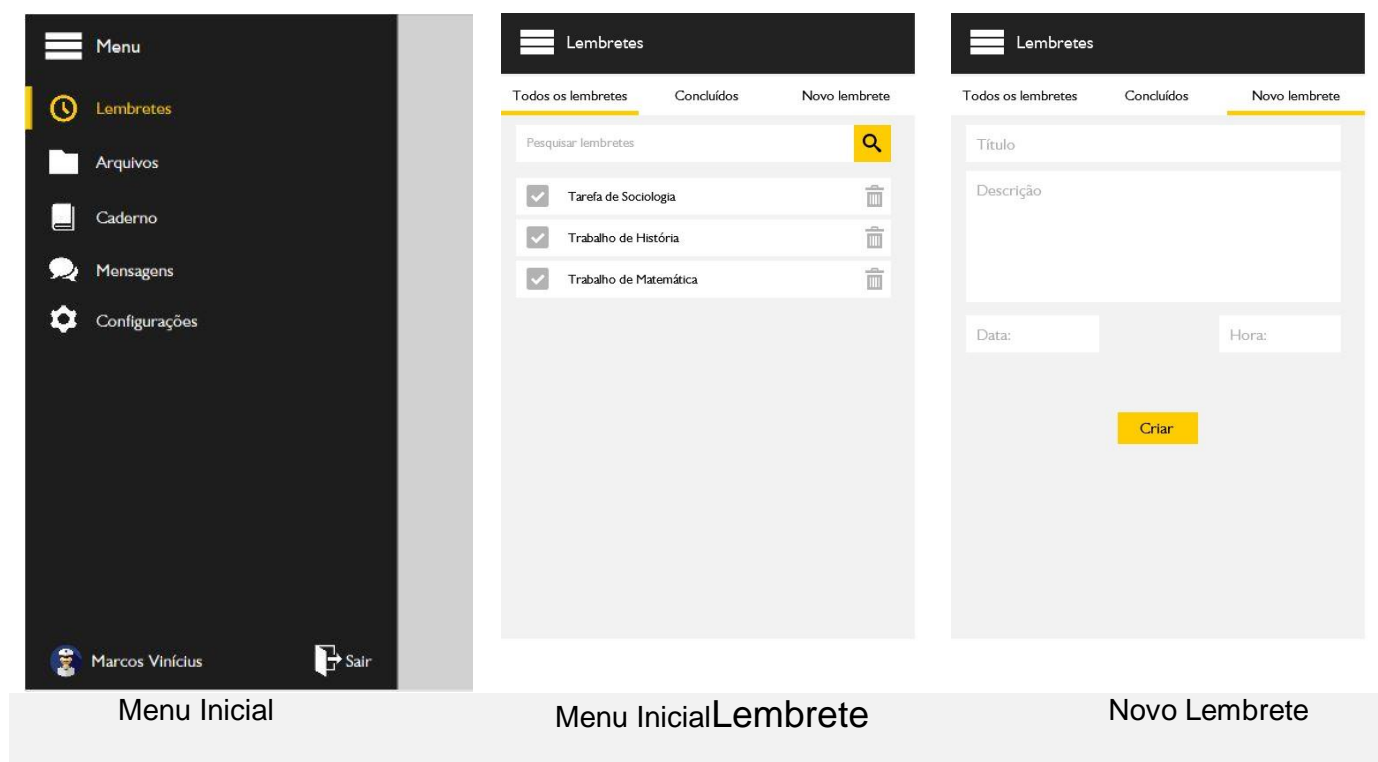 Menu
Lembretes
Arquivos
Caderno
Mensagens
Configurações
Marcos Vinícius Sair
Menu Inicial
Lembretes
Todos os lembretes Concluídos Novo lembrete
Pesquisar lembretes
Tarefa de Sociologia
Trabalho de História
Trabalho de Matemática
Menu InicialLembrete
Lembretes
Todos os lembretes Concluídos Novo lembrete
Título
Descrição
Data: Hora:
Criar
Novo Lembrete